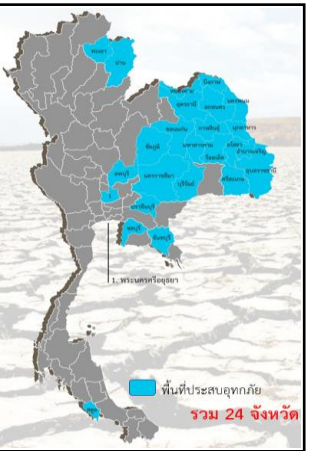 พะเยา
น่าน
บึงกาฬ
หนองคาย
อุดรธานี
สกลนคร
นครพนม
ขอนแก่น
กาฬสินธุ์
มุกดาหาร
ชัยภูมิ
มหาสารคาม
ร้อยเอ็ด
ยโสธร
อำนาจเจริญ
ลพบุรี
นครราชสีมา
บุรีรัมย์
ศรีสะเกษ
อุบลราชธานี
1
ปราจีนบุรี
ชลบุรี
จันทบุรี
1. พระนครศรีอยุธยา
สตูล
พื้นที่ประสบอุทกภัย
รวม 24 จังหวัด